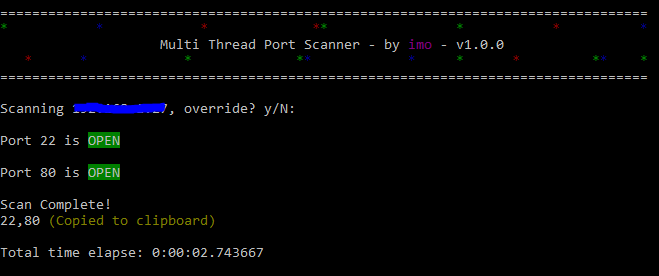 ================================================================================
* * * ** * * *
Multi Thread Port Scanner - by imo - v1.0.0
* * * ** * * * ** *
================================================================================
Scanning , override? y/N:
Port 22 is OPEN
Port 80 is OPEN
Scan Complete!
22,80 (Copied to clipboard)
Total time elapse: 0:00:02.743667